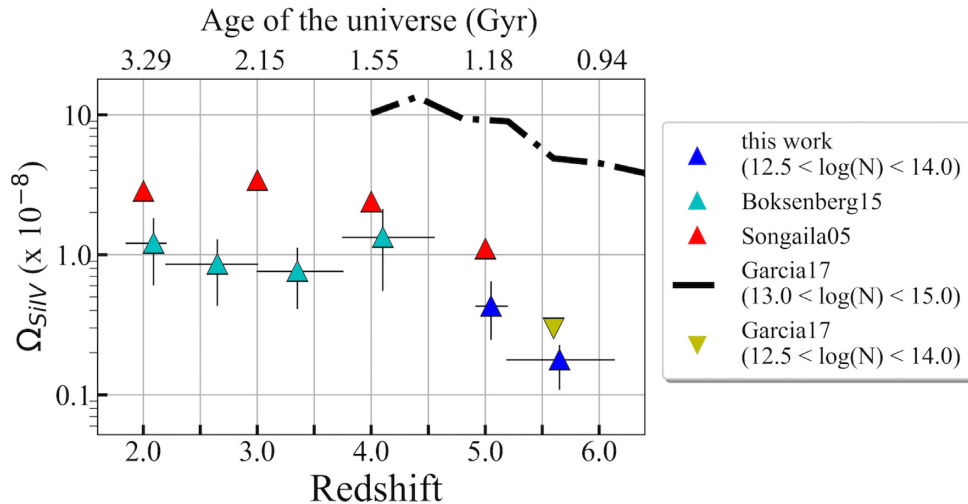 Age of the universe (Gyr)
3.29 2.15 1.55 1.18 0.94
10
1.0
0.1
Ω_SiIV (x 10⁻⁸)
2.0 3.0 4.0 5.0 6.0
Redshift
this work
(12.5 < log(N) < 14.0)
Boksenberg15
Songaila05
Garcia17
(13.0 < log(N) < 15.0)
Garcia17
(12.5 < log(N) < 14.0)